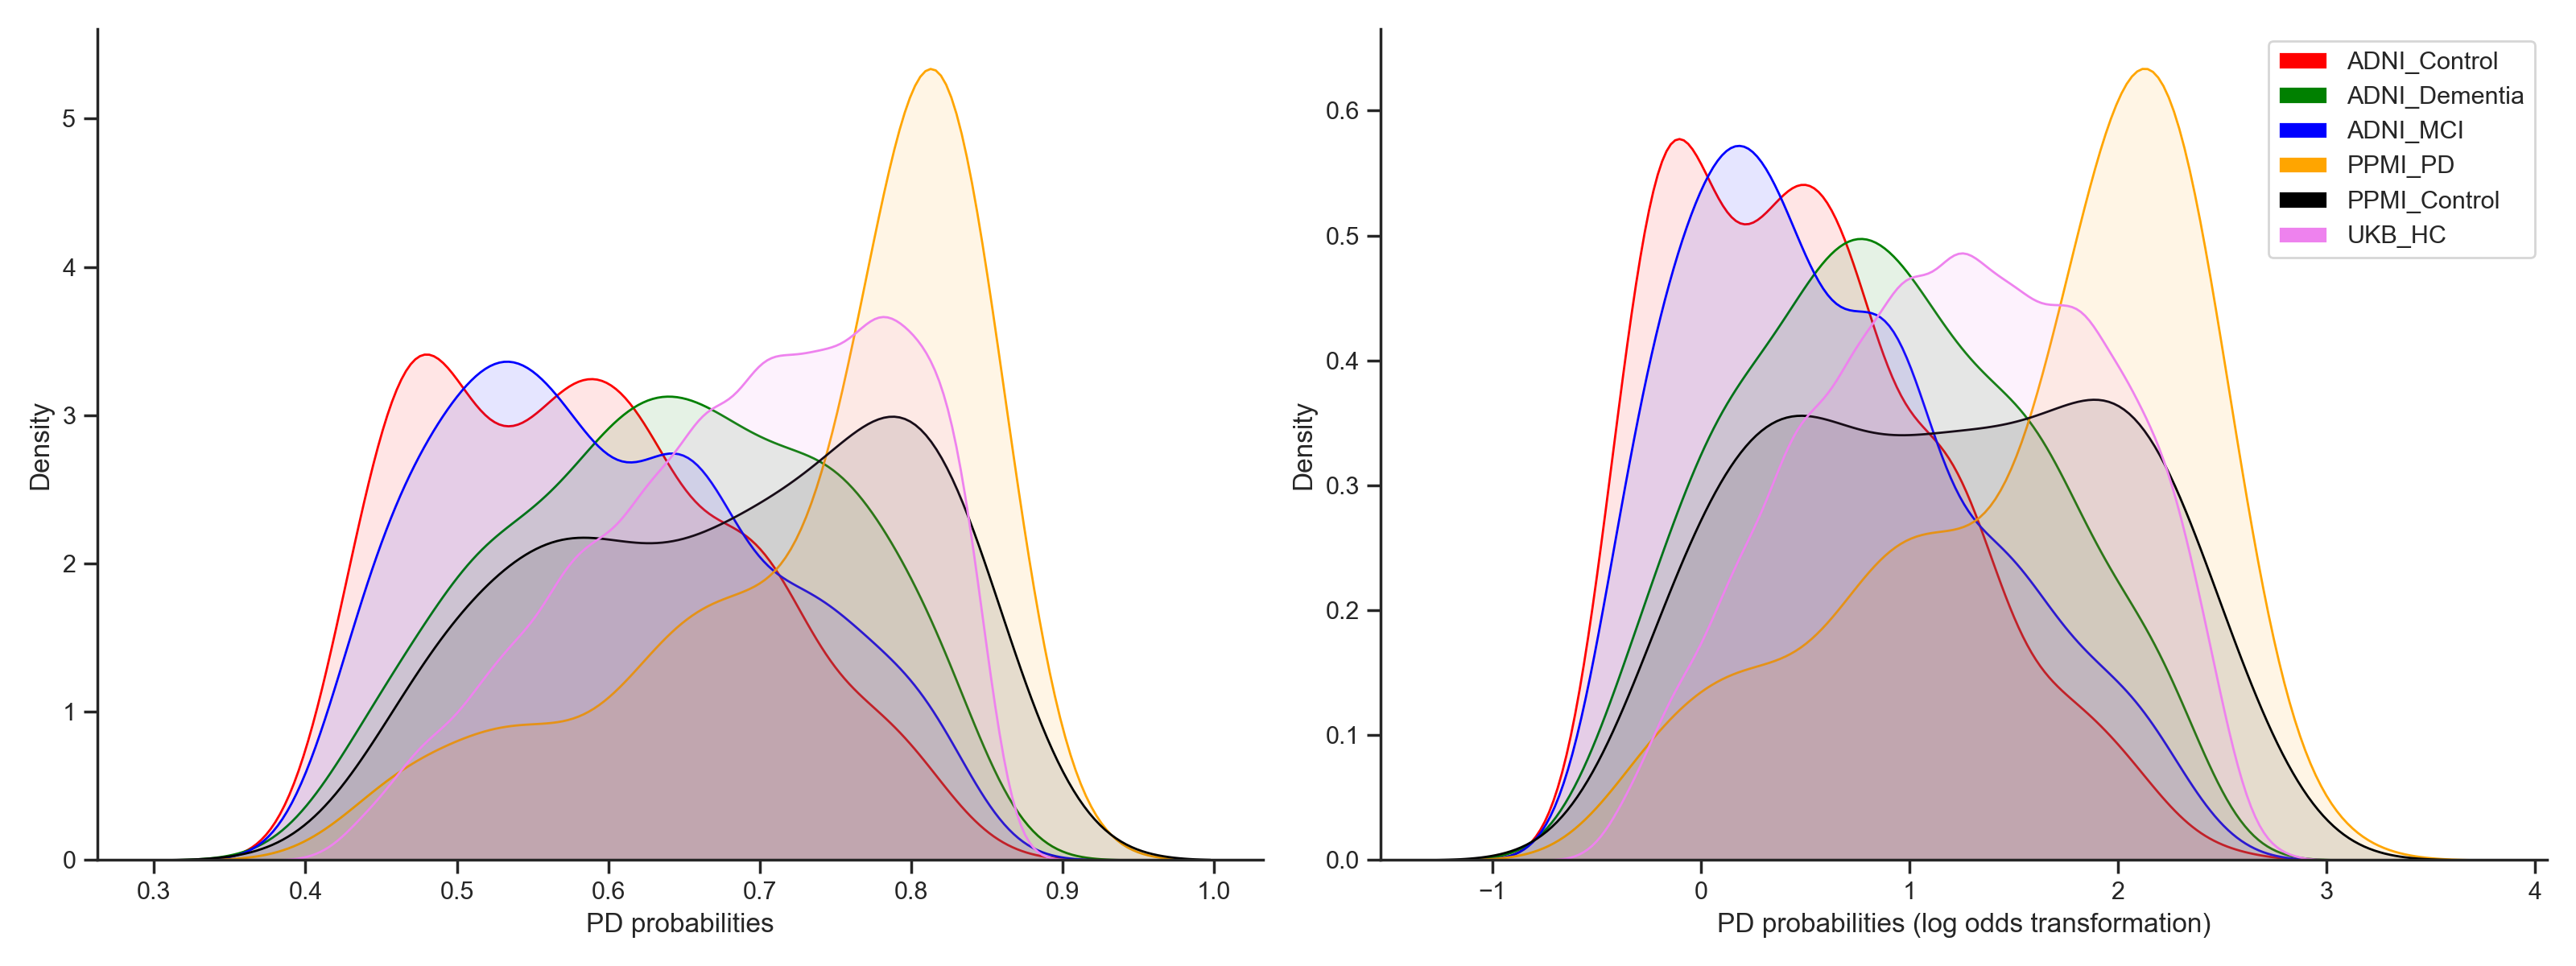 5
4
3
2
1
0
Density
0.3 0.4 0.5 0.6 0.7 0.8 0.9 1.0
PD probabilities
0.6
0.5
0.4
0.3
0.2
0.1
0.0
Density
−1 0 1 2 3 4
PD probabilities (log odds transformation)
ADNI_Control
ADNI_Dementia
ADNI_MCI
PPMI_PD
PPMI_Control
UKB_HC